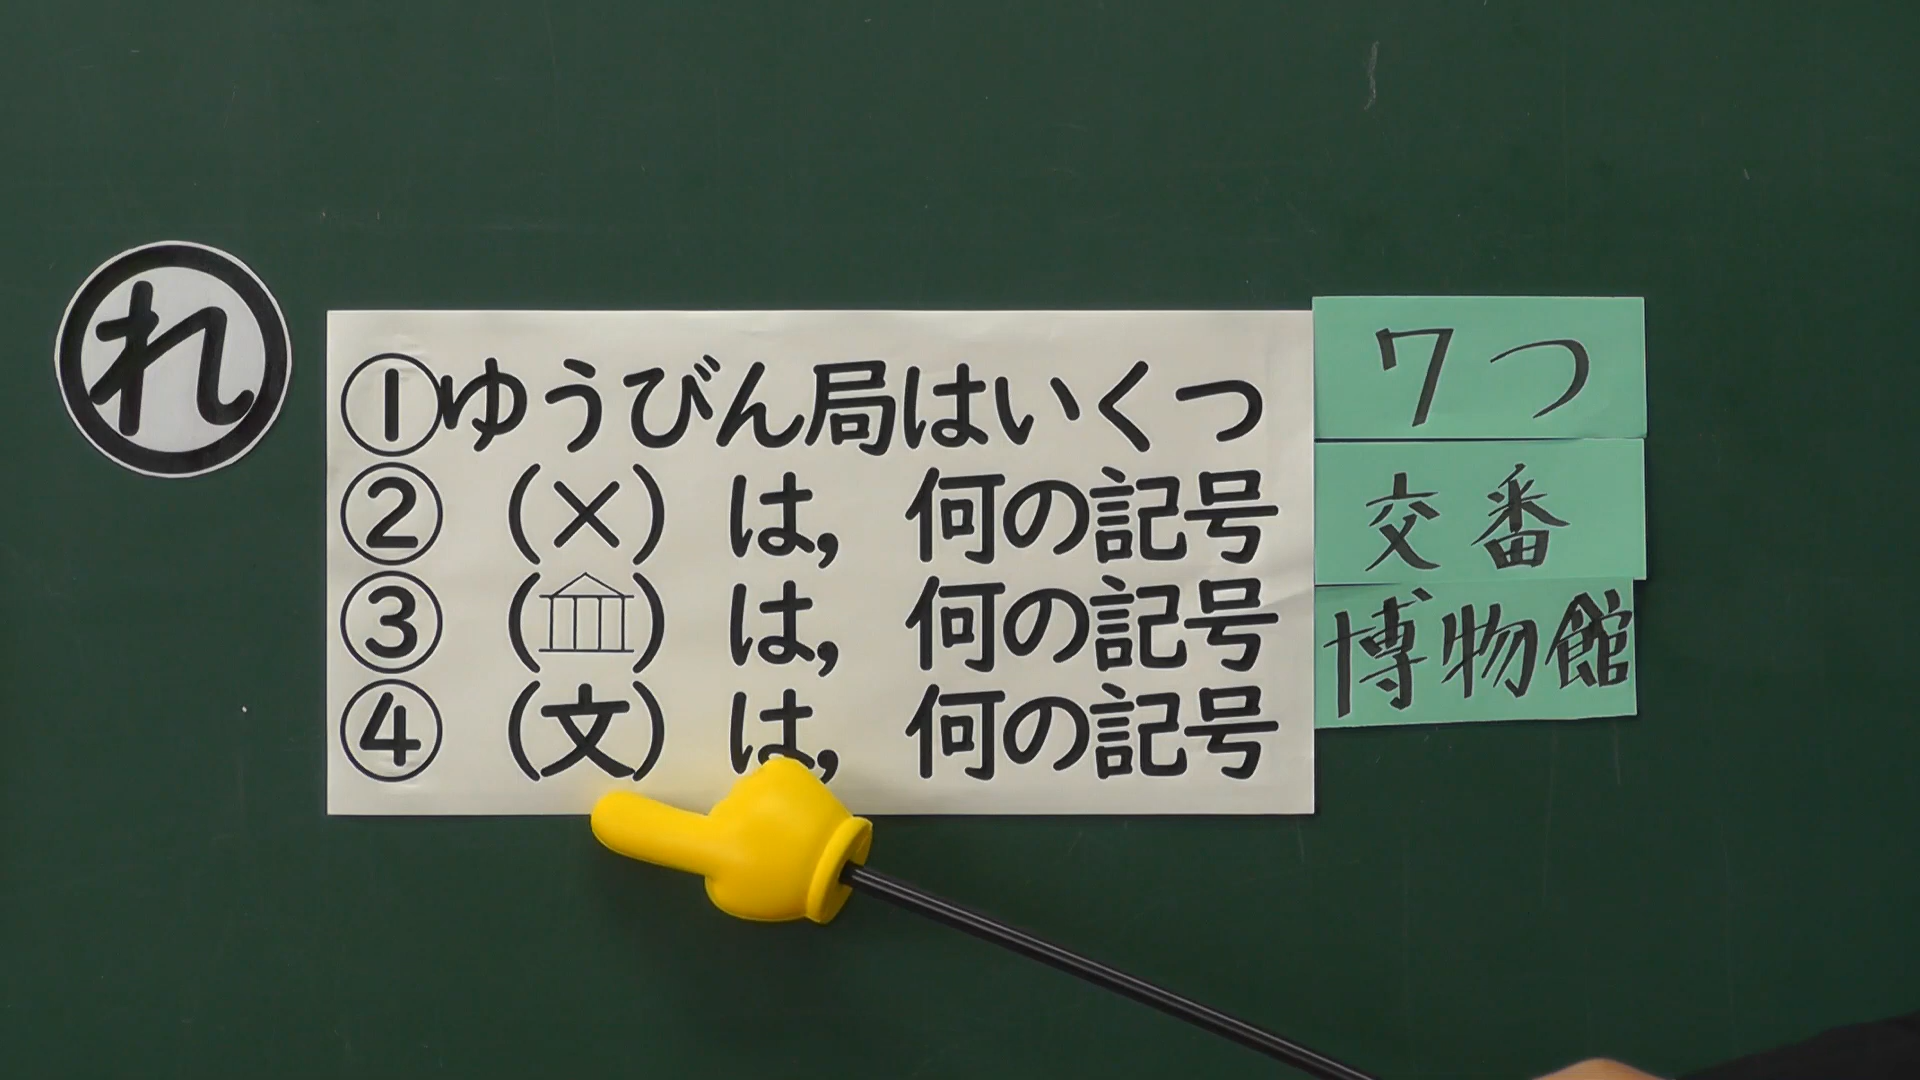 れ
①ゆうびん局はいくつ 7つ
② (×) は, 何の記号 交番
③ ( ) は, 何の記号 博物館
④ (文) は, 何の記号